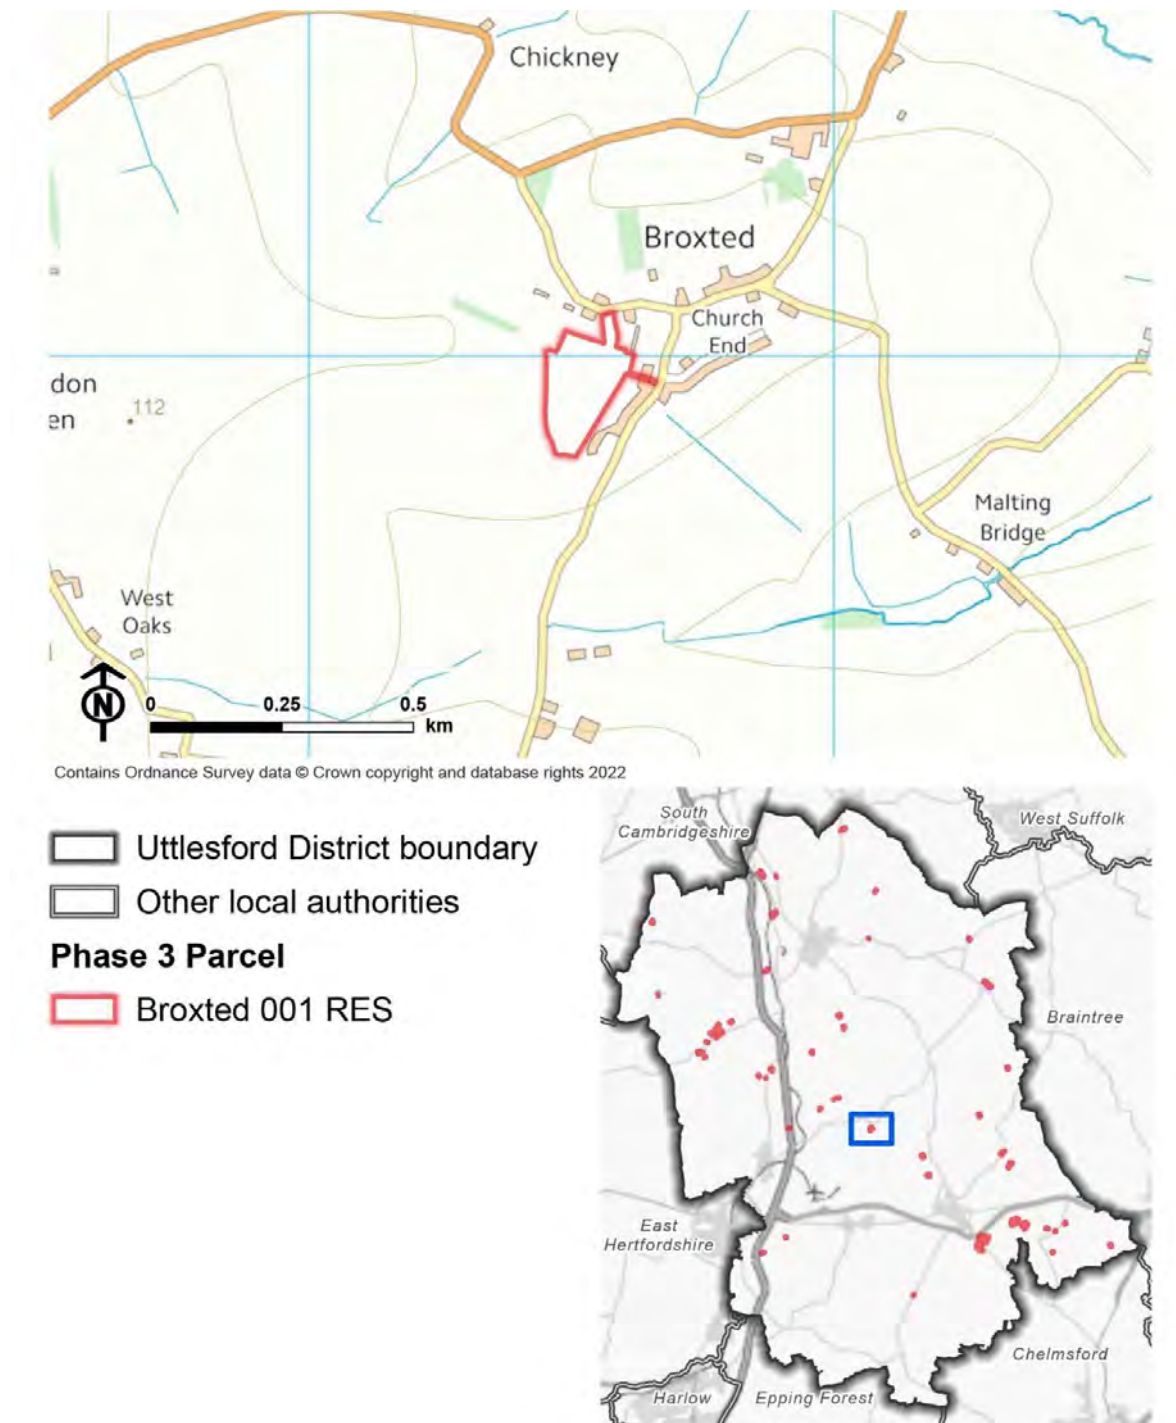 Chickney
Broxted
Church
End
don
en
112
Malting
Bridge
West
Oaks
N
0 0.25 0.5
km
Contains Ordnance Survey data © Crown copyright and database rights 2022
Uttlesford District boundary
Other local authorities
Phase 3 Parcel
Broxted 001 RES
South
Cambridgeshire
West Suffolk
Braintree
East
Hertfordshire
Chelmsford
Harlow
Epping Forest